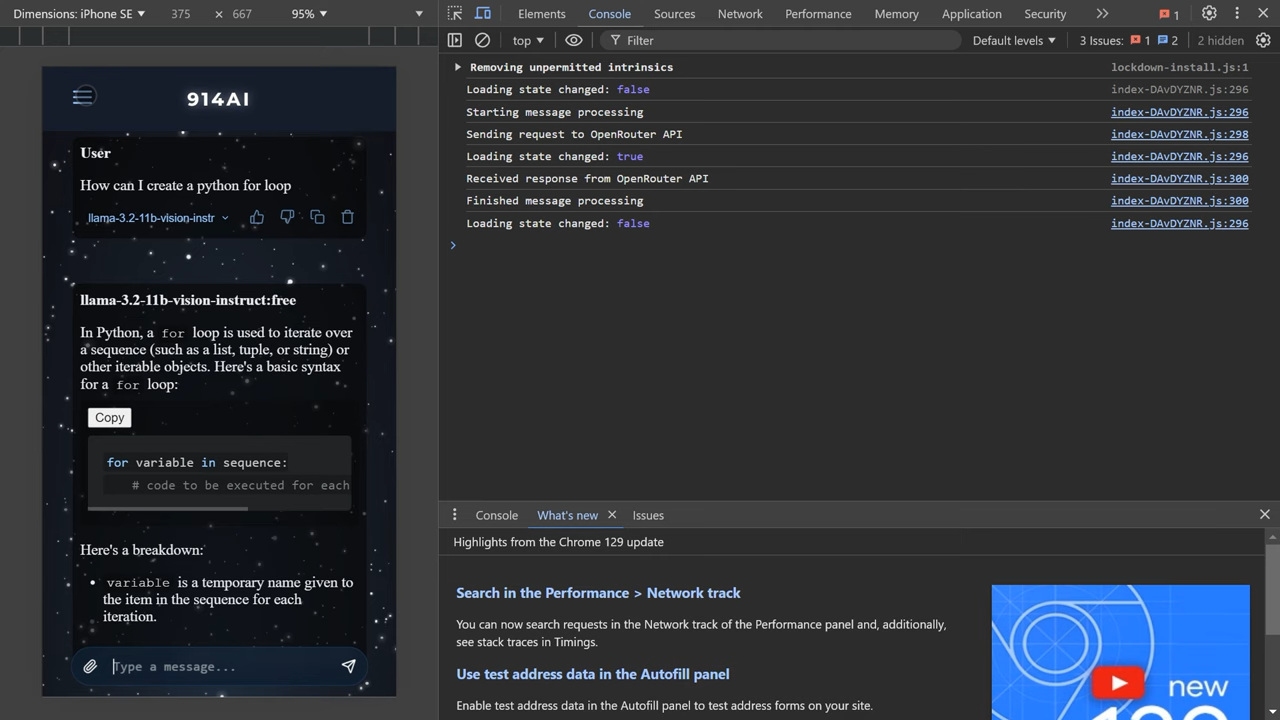 Dimensions: iPhone SE 375 × 667 95%
Elements Console Sources Network Performance Memory Application Security 1
top Filter Default levels 3 Issues: 1 2 2 hidden
914AI
User
How can I create a python for loop
llama-3.2-11b-vision-instr
llama-3.2-11b-vision-instruct:free
In Python, a for loop is used to iterate over
a sequence (such as a list, tuple, or string) or
other iterable objects. Here's a basic syntax
for a for loop:
Copy
for variable in sequence:
# code to be executed for each
Here's a breakdown:
• variable is a temporary name given to
the item in the sequence for each
iteration.
Type a message...
Removing unpermitted intrinsics lockdown-install.js:1
Loading state changed: false index-DAvDYZNR.js:296
Starting message processing index-DAvDYZNR.js:296
Sending request to OpenRouter API index-DAvDYZNR.js:298
Loading state changed: true index-DAvDYZNR.js:296
Received response from OpenRouter API index-DAvDYZNR.js:300
Finished message processing index-DAvDYZNR.js:300
Loading state changed: false index-DAvDYZNR.js:296
Console What's new Issues
Highlights from the Chrome 129 update
Search in the Performance > Network track
You can now search requests in the Network track of the Performance panel and, additionally,
see stack traces in Timings.
Use test address data in the Autofill panel
Enable test address data in the Autofill panel to test address forms on your site.
new